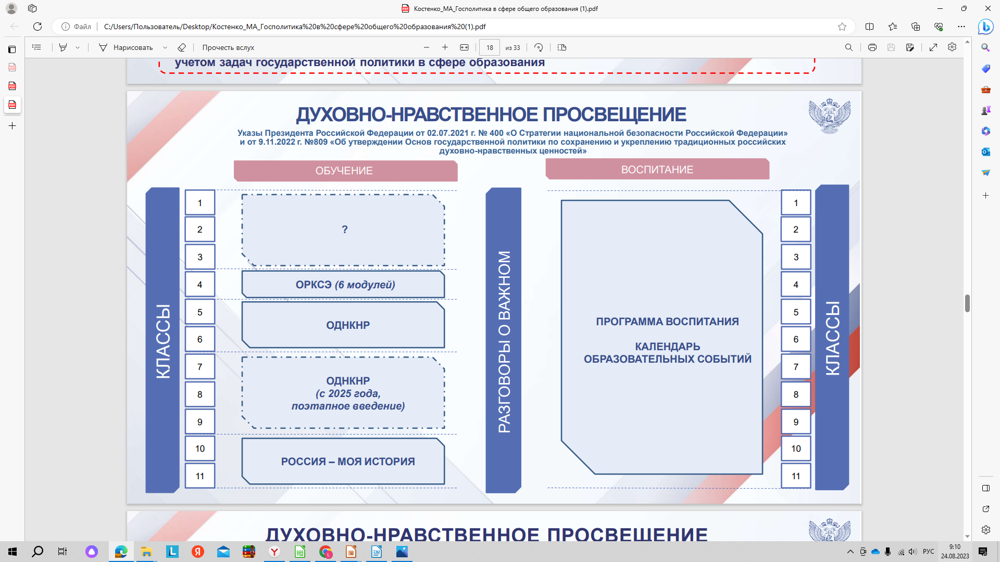 Костенко_МА_Госполитика в сфере общего образования (1).pdf
Файл
C:/Users/Пользователь/Desktop/Костенко_МА_Госполитика%20в%20сфере%20общего%20образования%20(1).pdf
Нарисовать
Прочесть вслух
18
из 33
учетом задач государственной политики в сфере образования
ДУХОВНО-НРАВСТВЕННОЕ ПРОСВЕЩЕНИЕ
Указы Президента Российской Федерации от 02.07.2021 г. № 400 «О Стратегии национальной безопасности Российской Федерации»
и от 9.11.2022 г. №809 «Об утверждении Основ государственной политики по сохранению и укреплению традиционных российских
духовно-нравственных ценностей»
ОБУЧЕНИЕ
ВОСПИТАНИЕ
КЛАССЫ
1
2
3
4
5
6
7
8
9
10
11
?
ОРКСЭ (6 модулей)
ОДНКНР
ОДНКНР
(с 2025 года,
поэтапное введение)
РОССИЯ – МОЯ ИСТОРИЯ
РАЗГОВОРЫ О ВАЖНОМ
ПРОГРАММА ВОСПИТАНИЯ
КАЛЕНДАРЬ
ОБРАЗОВАТЕЛЬНЫХ СОБЫТИЙ
1
2
3
4
5
6
7
8
9
10
11
КЛАССЫ
ДУХОВНО-НРАВСТВЕННОЕ ПРОСВЕЩЕНИЕ
РУС
9:10
24.08.2023